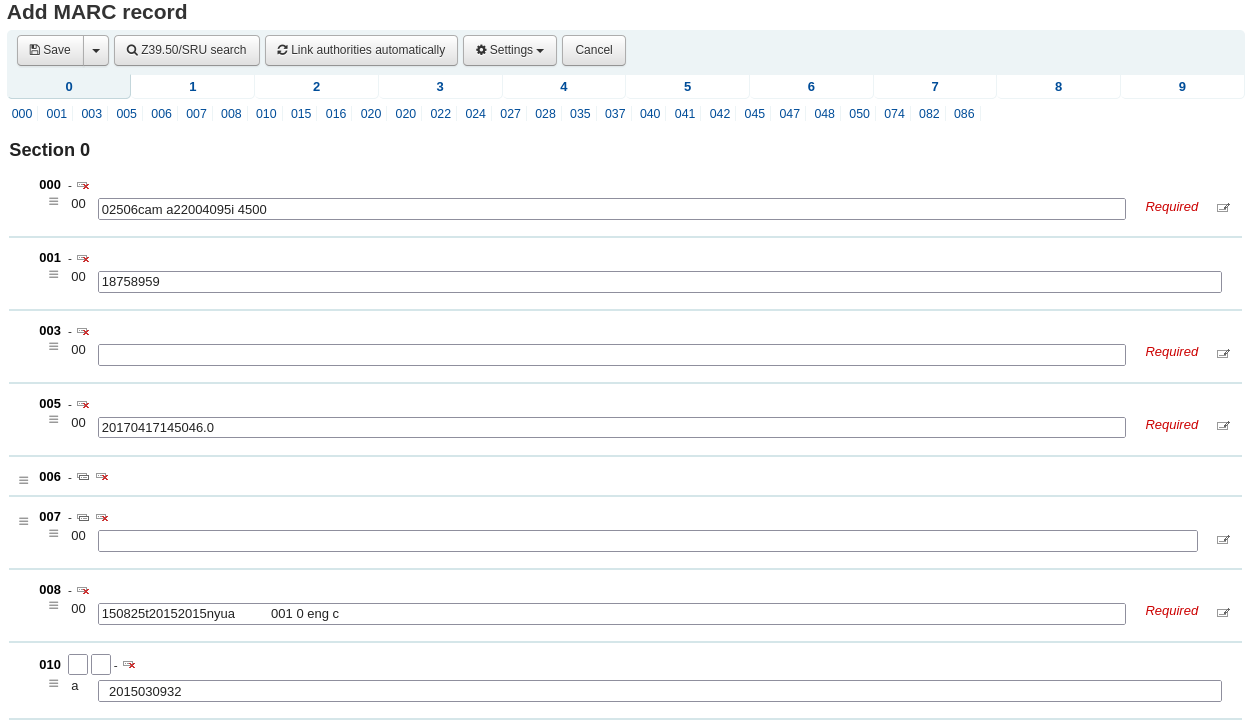 Add MARC record
Save Z39.50/SRU search Link authorities automatically Settings Cancel
0 1 2 3 4 5 6 7 8 9
000 001 003 005 006 007 008 010 015 016 020 020 022 024 027 028 035 037 040 041 042 045 047 048 050 074 082 086
Section 0
000 -
00 02506cam a22004095i 4500 Required
001 -
00 18758959
003 -
00 Required
005 -
00 20170417145046.0 Required
006 -
007 -
00
008 -
00 150825t20152015nyua          001 0 eng c Required
010 -
a 2015030932